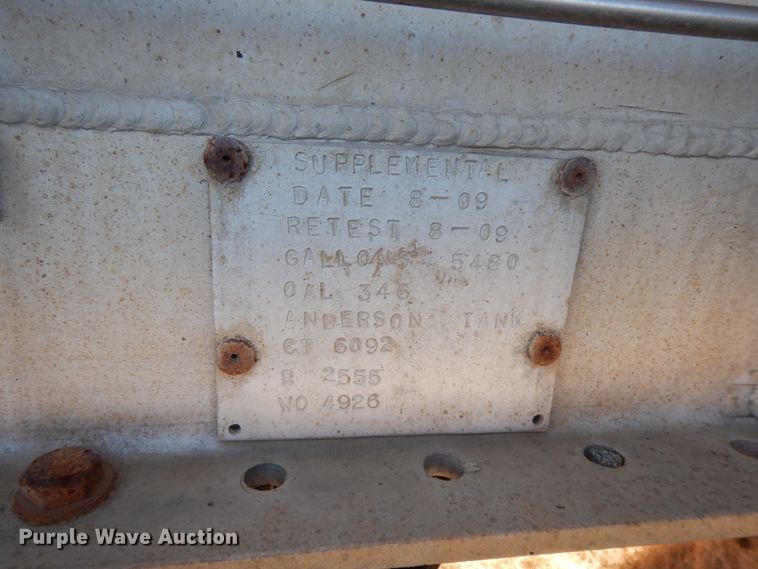 SUPPLEMENTAL
DATE 8-09
RETEST 8-09
GALLONS 5480
OAL 346
ANDERSON TANK
CT 6092
R 2555
WO 4926
Purple Wave Auction